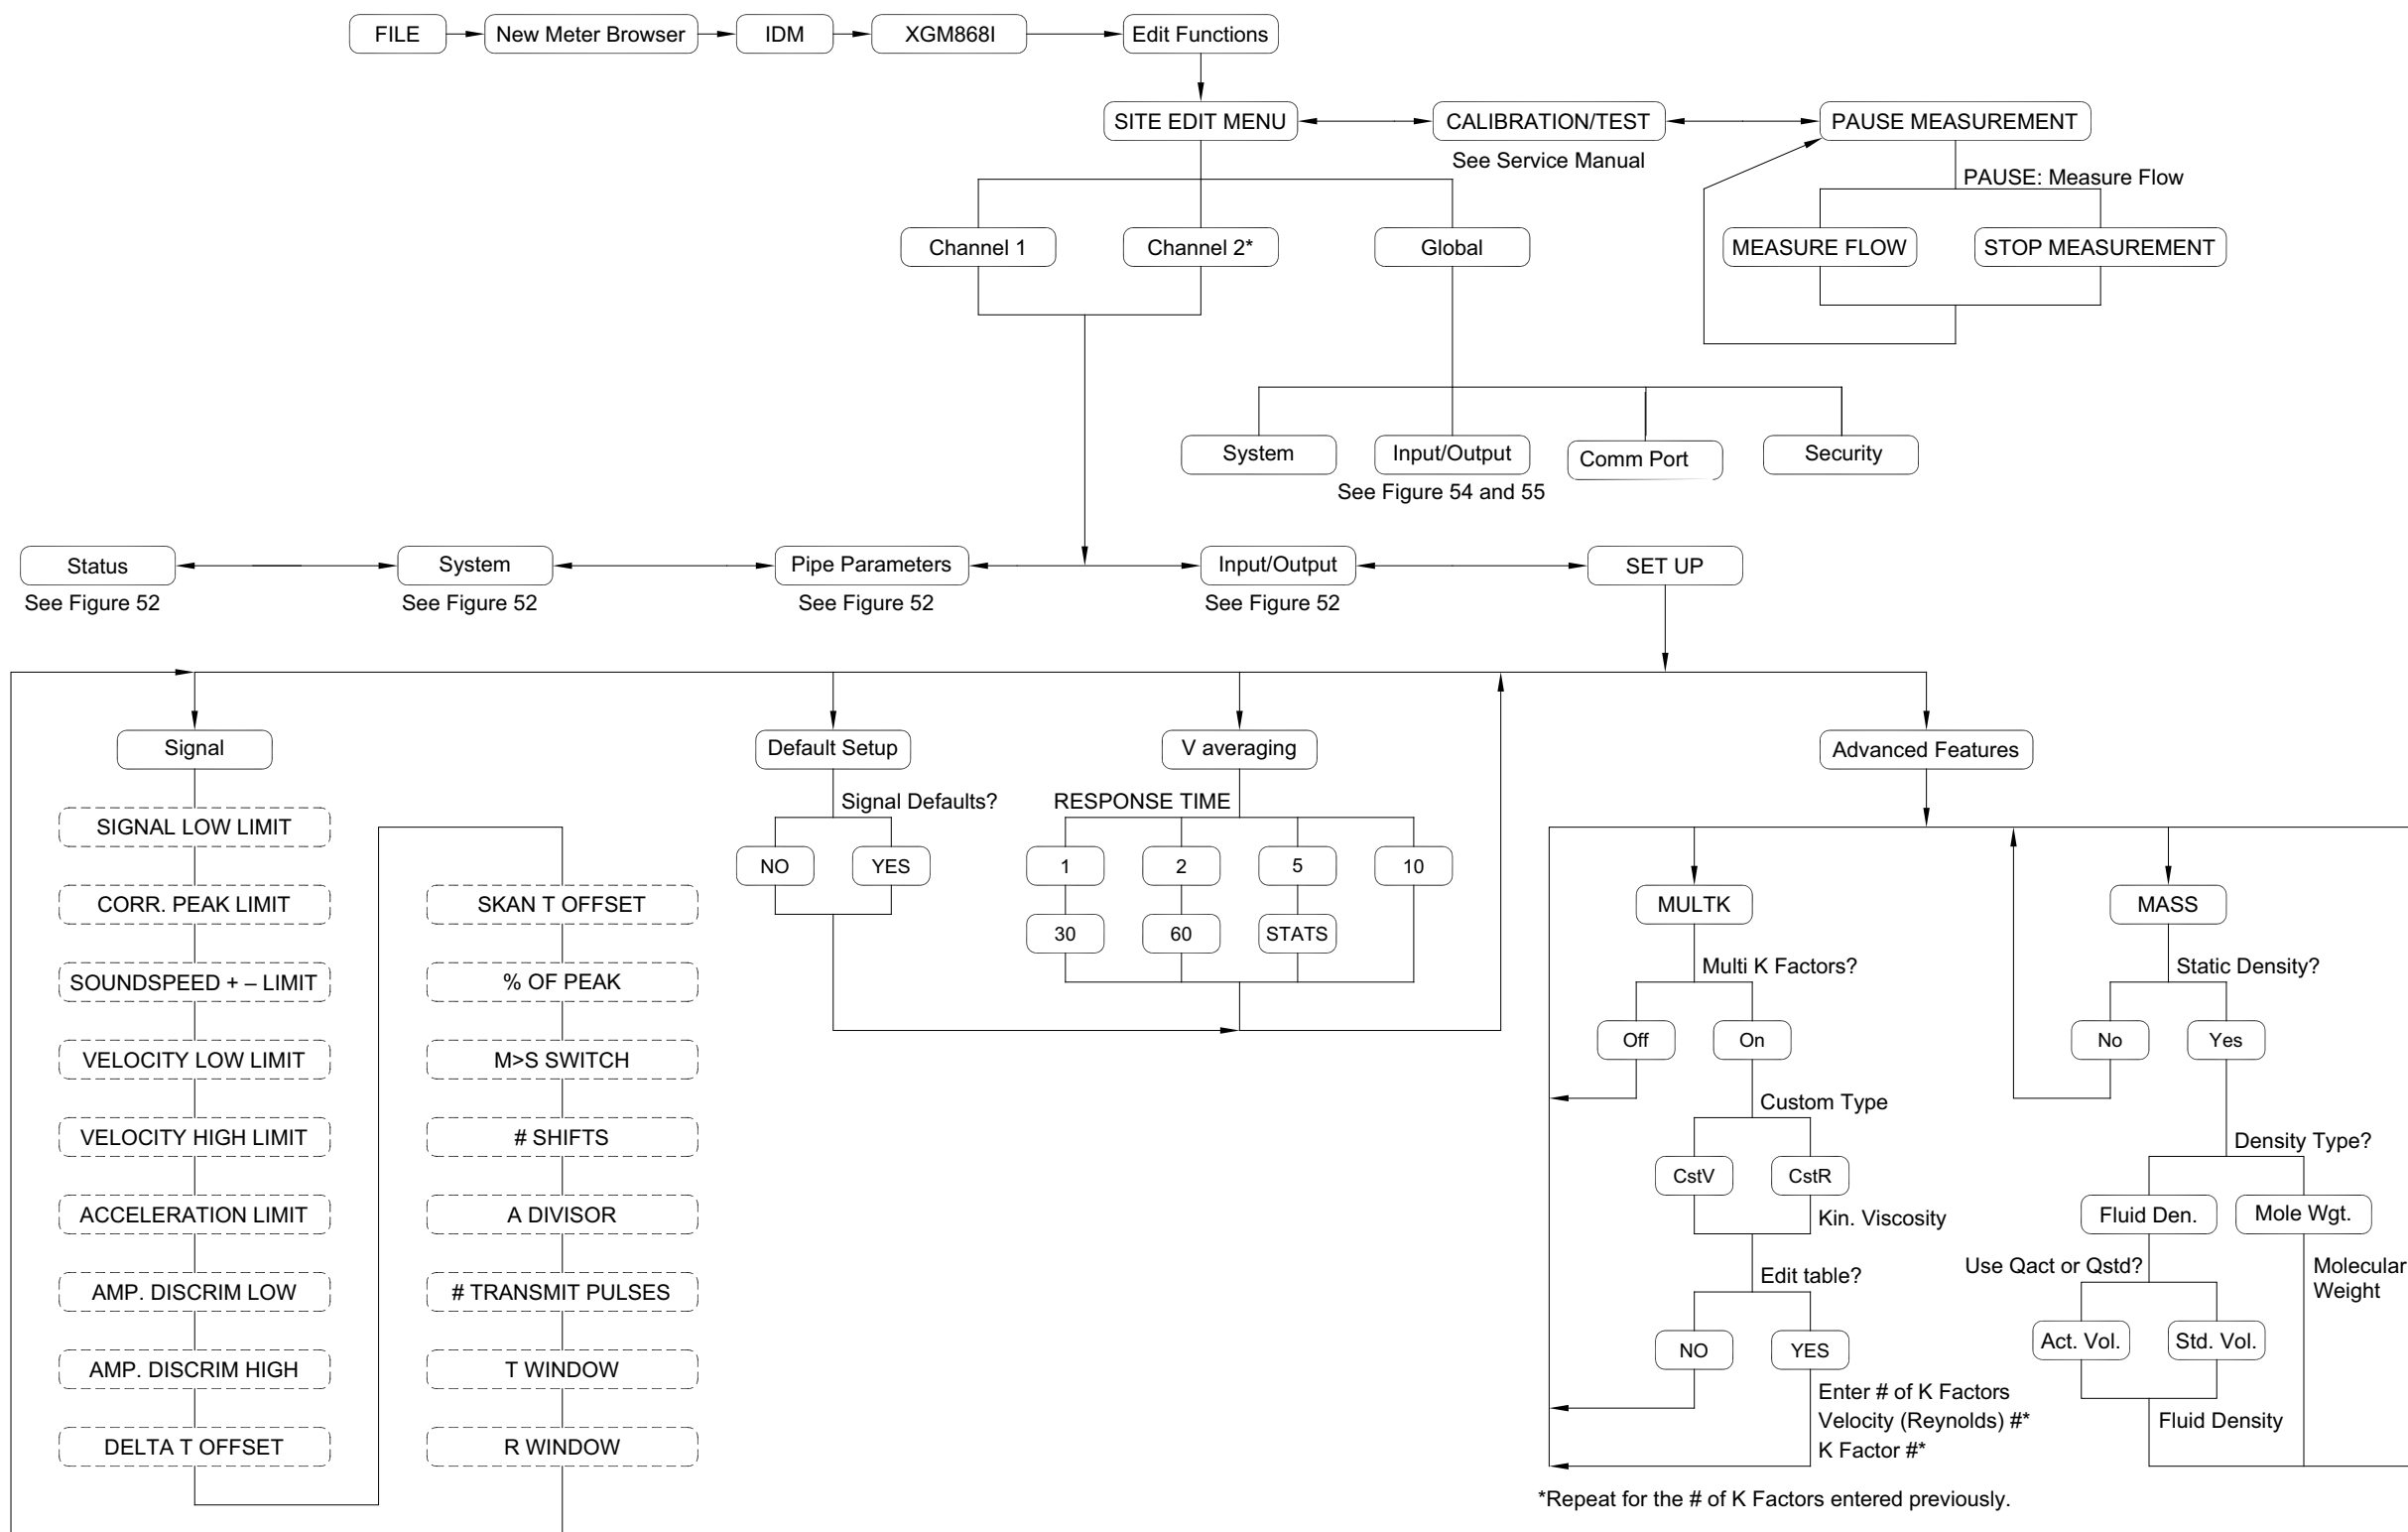 FILE
New Meter Browser
IDM
XGM868I
Edit Functions
SITE EDIT MENU
CALIBRATION/TEST
PAUSE MEASUREMENT
See Service Manual
PAUSE: Measure Flow
Channel 1
Channel 2*
Global
MEASURE FLOW
STOP MEASUREMENT
System
Input/Output
Comm Port
Security
See Figure 54 and 55
Status
System
Pipe Parameters
Input/Output
SET UP
See Figure 52
See Figure 52
See Figure 52
See Figure 52
Signal
Default Setup
V averaging
Advanced Features
SIGNAL LOW LIMIT
CORR. PEAK LIMIT
SOUNDSPEED + – LIMIT
VELOCITY LOW LIMIT
VELOCITY HIGH LIMIT
ACCELERATION LIMIT
AMP. DISCRIM LOW
AMP. DISCRIM HIGH
DELTA T OFFSET
SKAN T OFFSET
% OF PEAK
M>S SWITCH
# SHIFTS
A DIVISOR
# TRANSMIT PULSES
T WINDOW
R WINDOW
Signal Defaults?
NO
YES
RESPONSE TIME
1
2
5
10
30
60
STATS
MULTK
Multi K Factors?
Off
On
Custom Type
CstV
CstR
Kin. Viscosity
Edit table?
NO
YES
Enter # of K Factors
Velocity (Reynolds) #*
K Factor #*
MASS
Static Density?
No
Yes
Density Type?
Fluid Den.
Mole Wgt.
Use Qact or Qstd?
Molecular
Weight
Act. Vol.
Std. Vol.
Fluid Density
*Repeat for the # of K Factors entered previously.